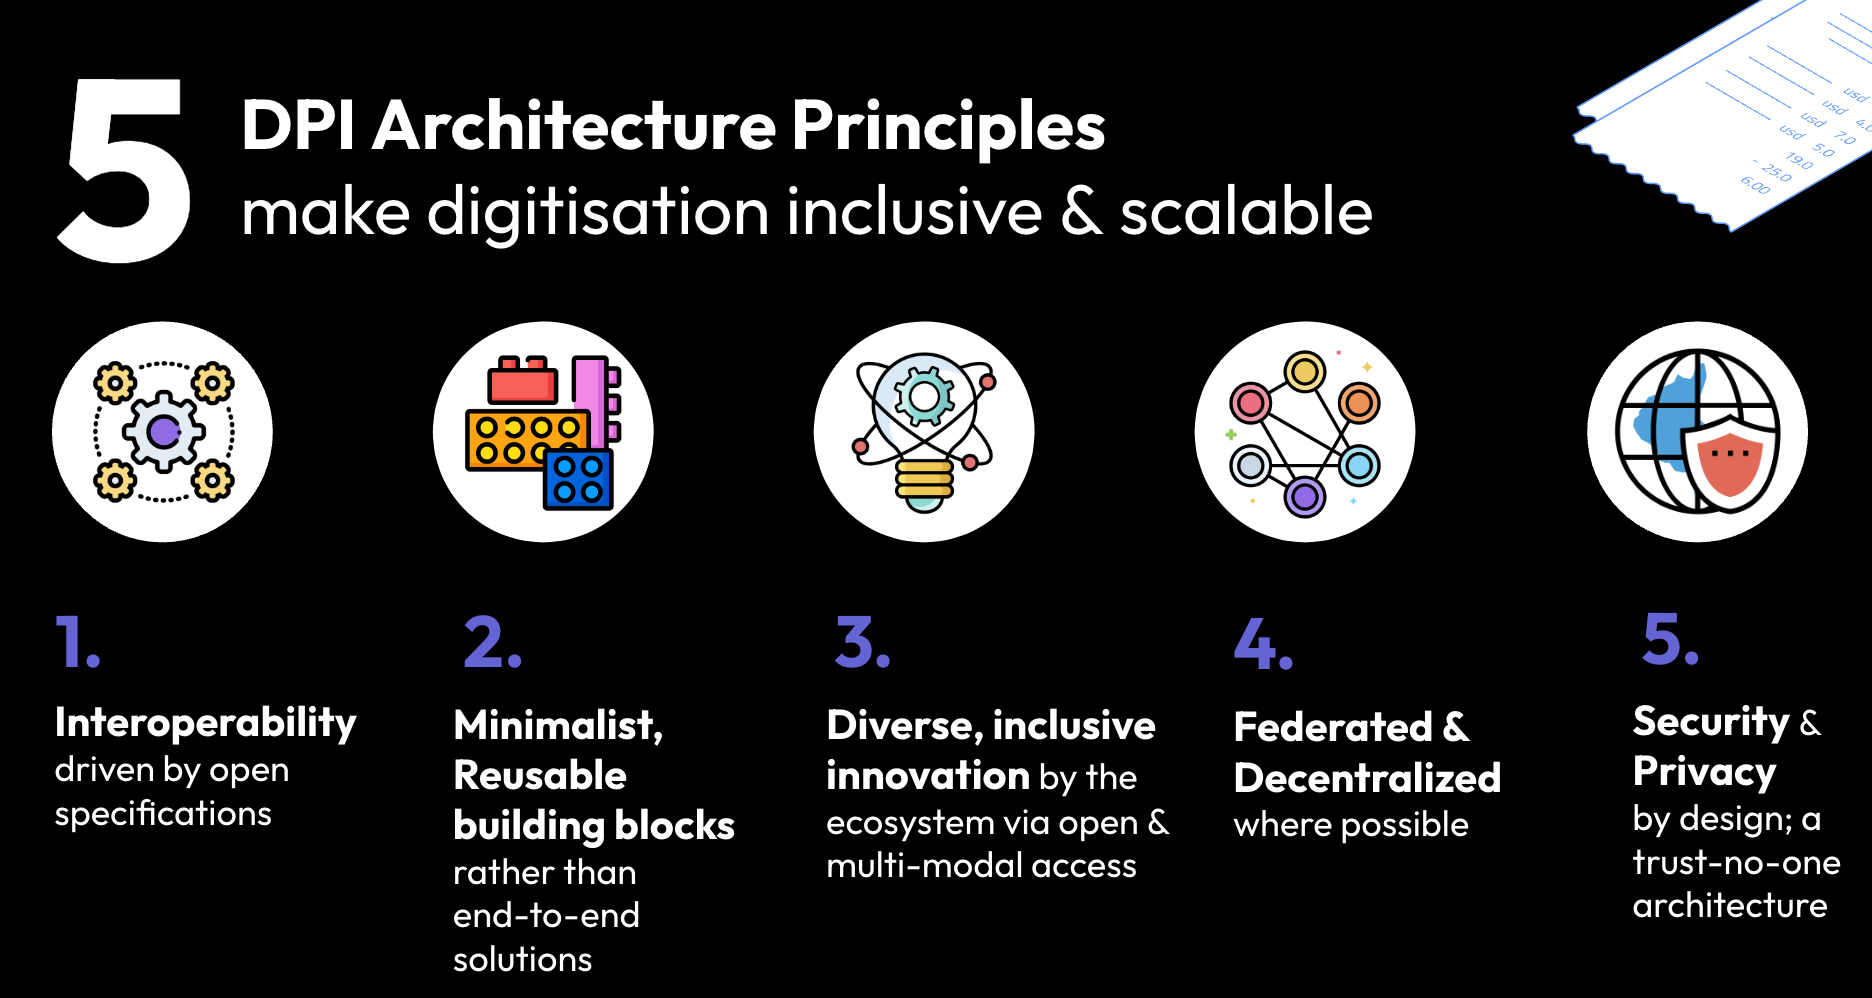 5
DPI Architecture Principles
make digitisation inclusive & scalable
usd
usd 4.0
usd 7.0
usd 5.0
19.0
- 25.0
6.00
1.
Interoperability
driven by open
specifications
2.
Minimalist,
Reusable
building blocks
rather than
end-to-end
solutions
3.
Diverse, inclusive
innovation by the
ecosystem via open &
multi-modal access
4.
Federated &
Decentralized
where possible
5.
Security &
Privacy
by design; a
trust-no-one
architecture